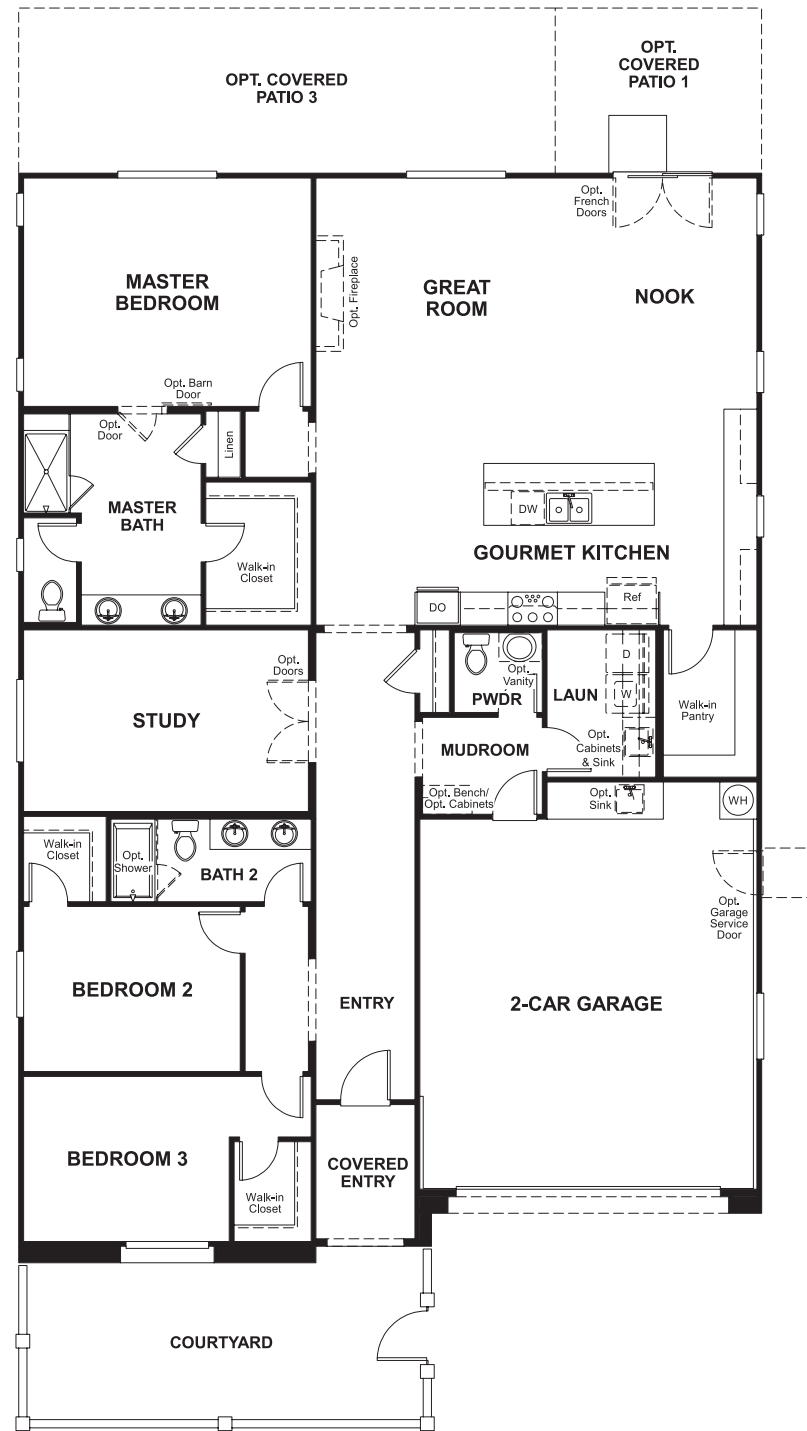 OPT. COVERED
PATIO 3
OPT.
COVERED
PATIO 1
Opt.
French
Doors
MASTER
BEDROOM
Opt. Fireplace
GREAT
ROOM
NOOK
Opt. Barn
Door
Opt.
Door
Linen
MASTER
BATH
Walk-in
Closet
DW
GOURMET KITCHEN
DO
Ref
Opt.
Doors
STUDY
Opt.
Vanity
PWDR
LAUN
D
W
Walk-in
Pantry
MUDROOM
Opt.
Cabinets
& Sink
Opt. Bench/
Opt. Cabinets
Opt.
Sink
WH
Walk-in
Closet
Opt.
Shower
BATH 2
Opt.
Garage
Service
Door
BEDROOM 2
ENTRY
2-CAR GARAGE
BEDROOM 3
Walk-in
Closet
COVERED
ENTRY
COURTYARD